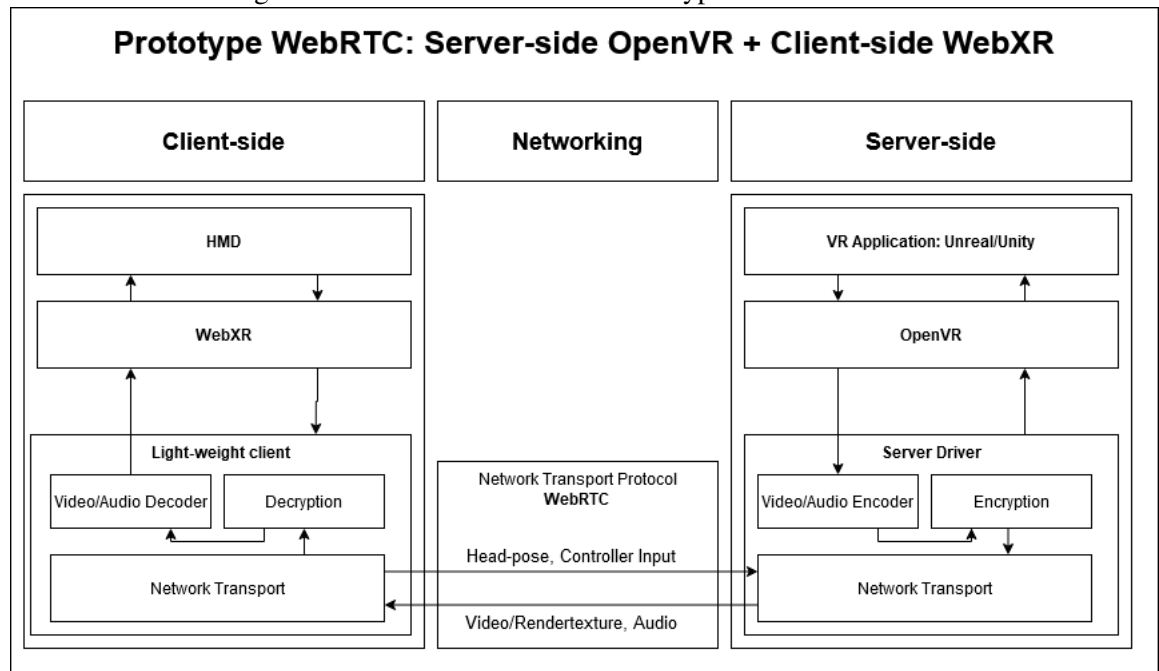 Prototype WebRTC: Server-side OpenVR + Client-side WebXR
Client-side
Networking
Server-side
HMD
WebXR
Light-weight client
Video/Audio Decoder
Decryption
Network Transport
Network Transport Protocol
WebRTC
Head-pose, Controller Input
Video/Rendertexture, Audio
VR Application: Unreal/Unity
OpenVR
Server Driver
Video/Audio Encoder
Encryption
Network Transport